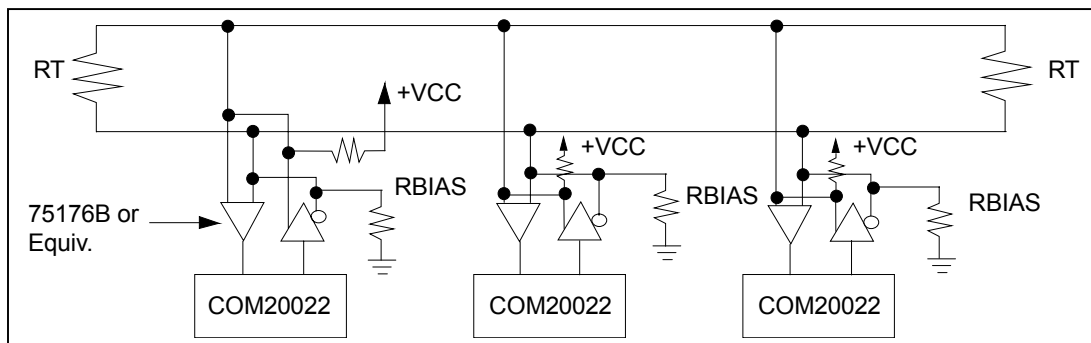 RT
RT
+VCC
+VCC
+VCC
RBIAS
RBIAS
RBIAS
75176B or
Equiv.
COM20022
COM20022
COM20022